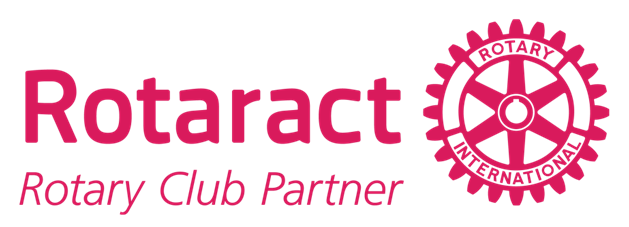 Rotaract
Rotary Club Partner
ROTARY
INTERNATIONAL